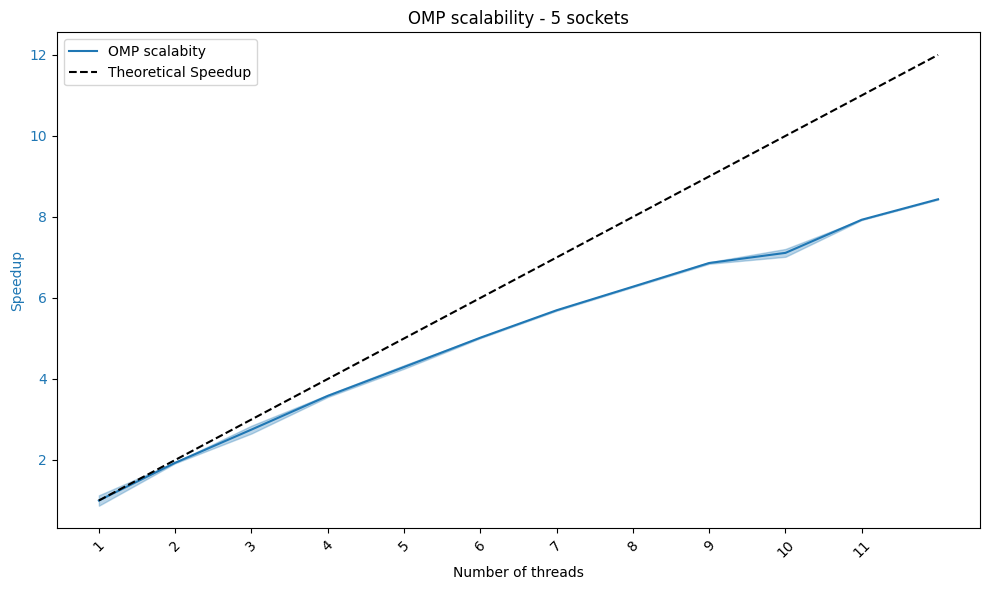 OMP scalability - 5 sockets
OMP scalabity
Theoretical Speedup
12
10
8
6
4
2
Speedup
1 2 3 4 5 6 7 8 9 10 11
Number of threads